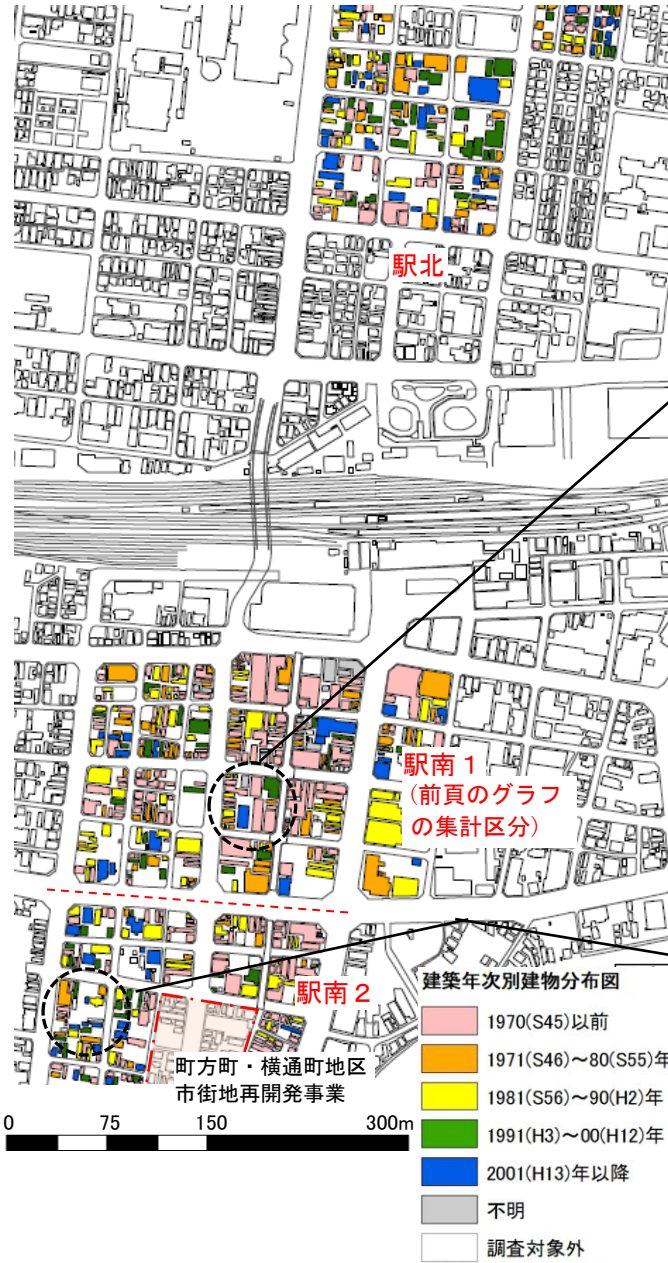 駅北
駅南1
(前頁のグラフ
の集計区分)
駅南2
町方町・横通町地区
市街地再開発事業
0 75 150 300m
建築年次別建物分布図
1970(S45)以前
1971(S46)～80(S55)年
1981(S56)～90(H2)年
1991(H3)～00(H12)年
2001(H13)年以降
不明
調査対象外